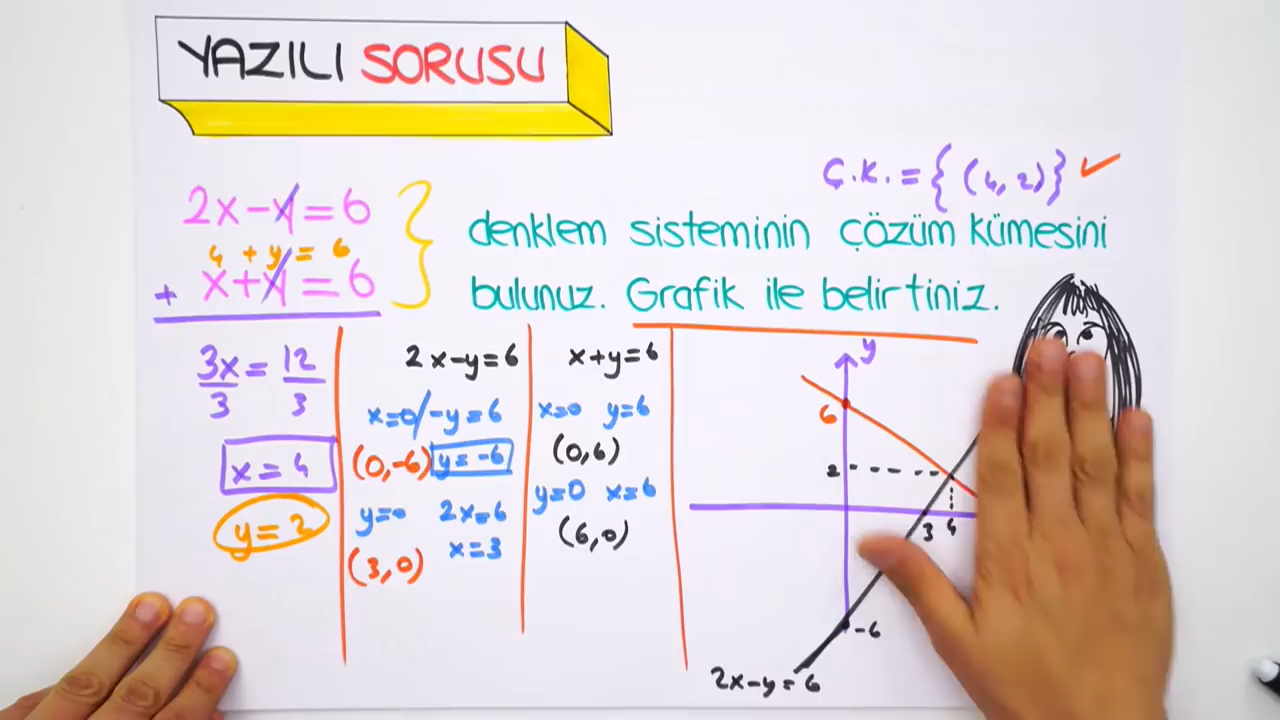 YAZILI SORUSU
Ç.K. = {(4, 2)}
2x-y=6
4 + y = 6
+ x+y=6
denklem sisteminin çözüm kümesini
bulunuz. Grafik ile belirtiniz.
3x/3 = 12/3
x = 4
y = 2
2x-y=6
x=0/-y=6
(0,-6) y=-6
y=0 2x=6
x=3
(3,0)
x+y=6
x=0 y=6
(0,6)
y=0 x=6
(6,0)
y
6
2
3 4
-6
2x-y=6